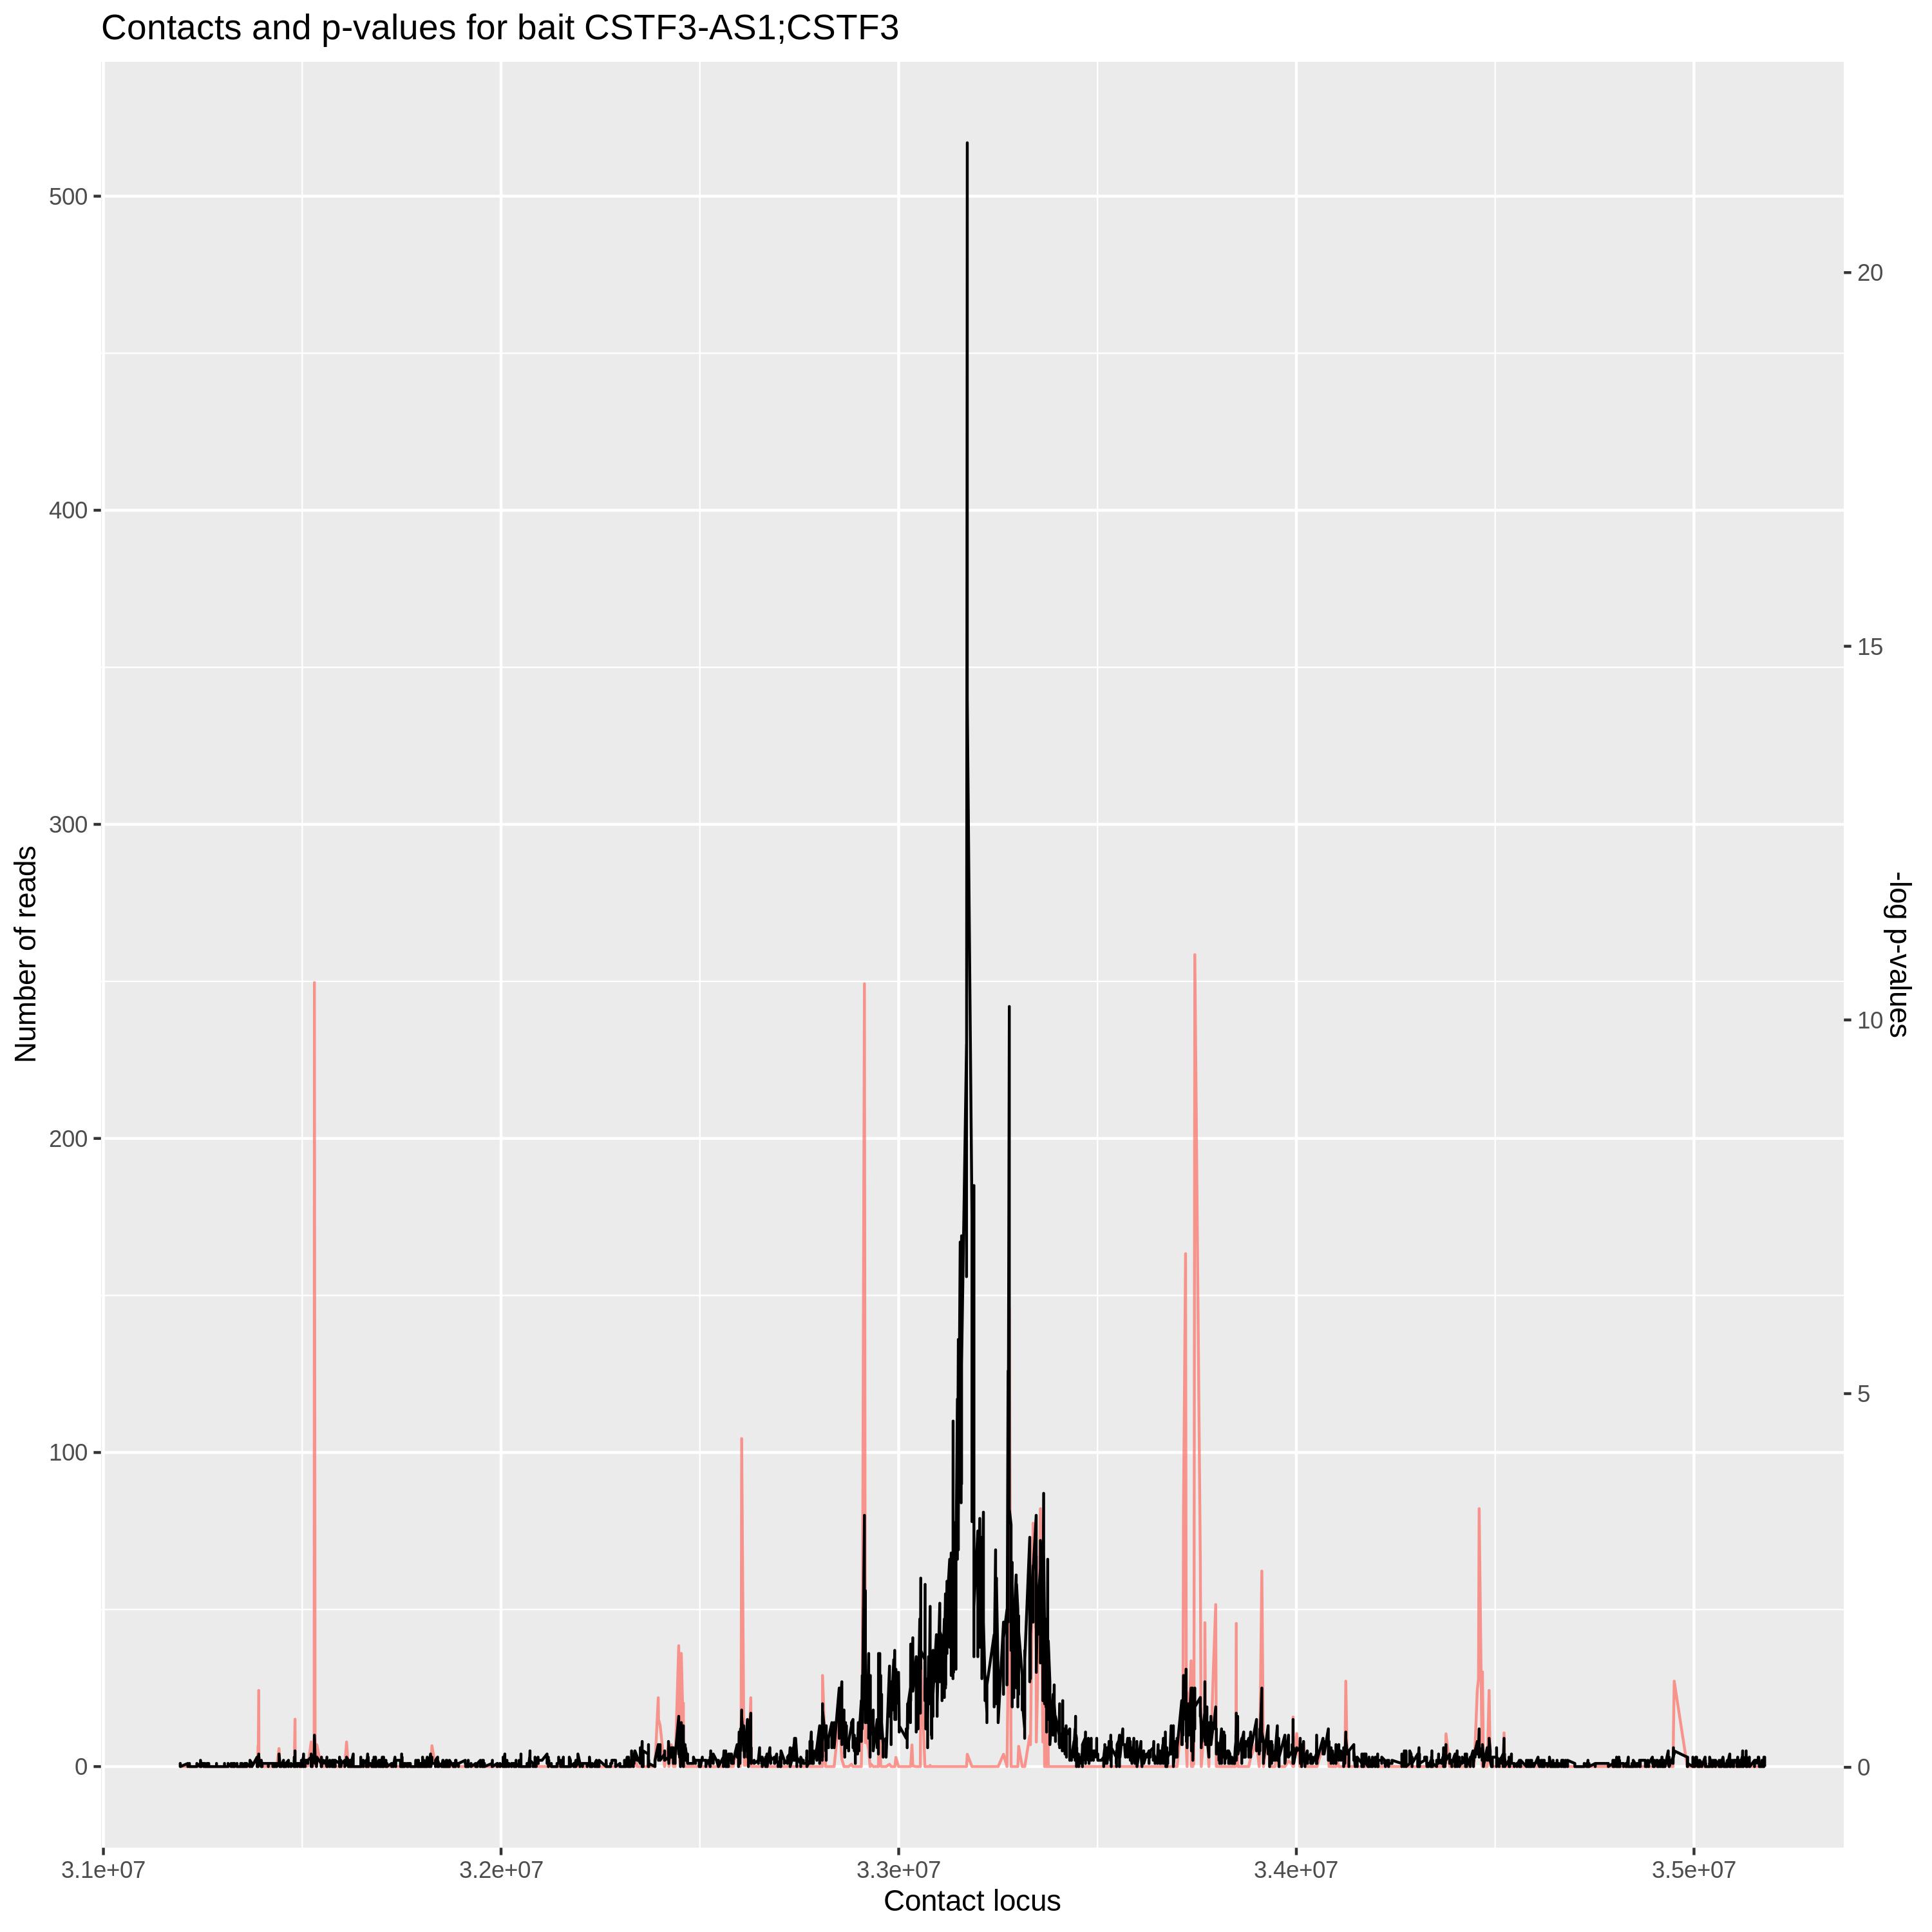 Contacts and p-values for bait CSTF3-AS1;CSTF3
500
400
300
200
100
0
Number of reads
20
15
10
5
0
-log p-values
3.1e+07
3.2e+07
3.3e+07
3.4e+07
3.5e+07
Contact locus